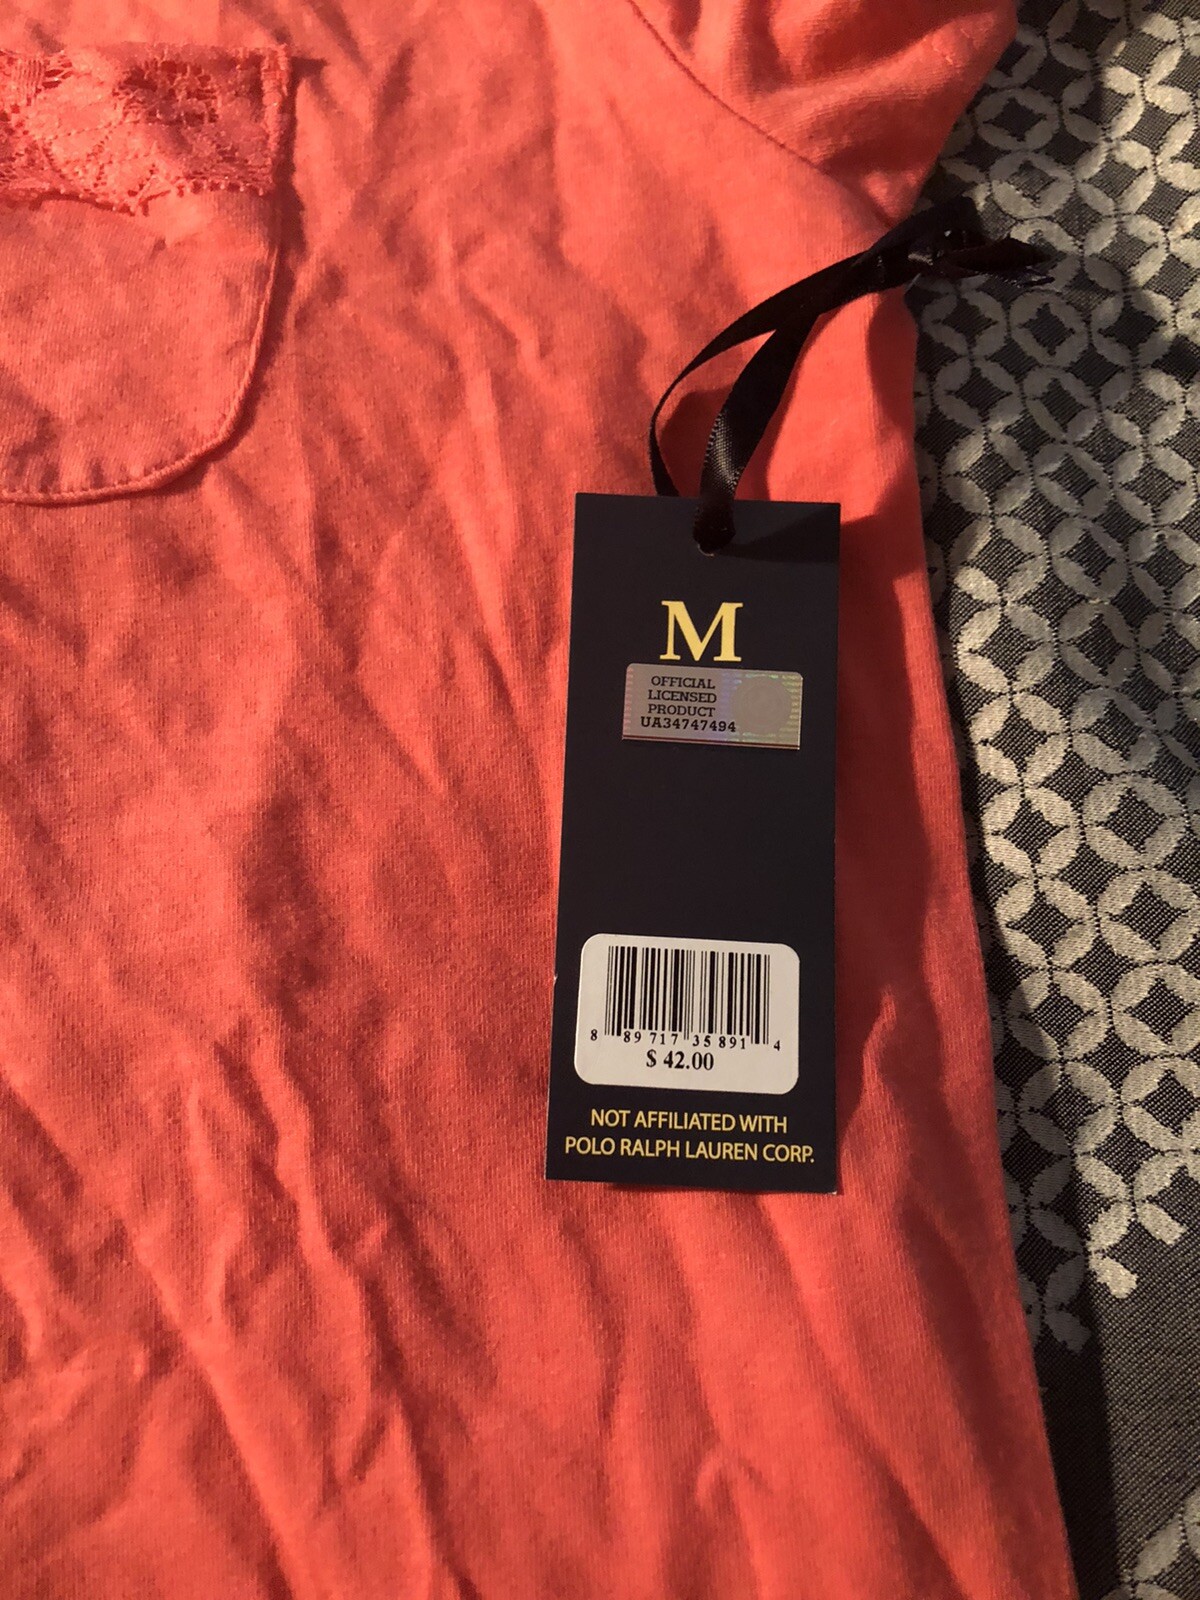 M
OFFICIAL
LICENSED
PRODUCT
UA34747494
8 89717 35891 4
$ 42.00
NOT AFFILIATED WITH
POLO RALPH LAUREN CORP.